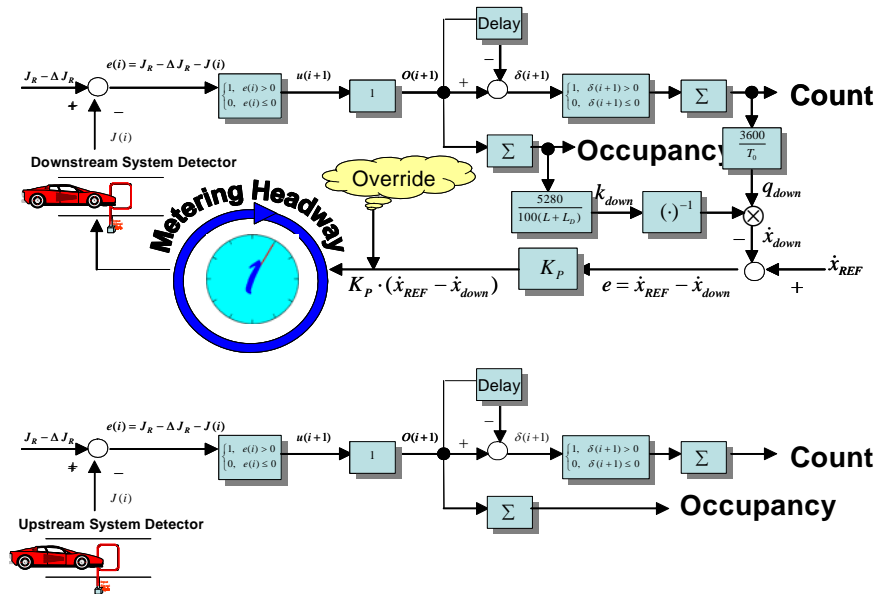 J_R − ΔJ_R
+
−
e(i) = J_R − ΔJ_R − J(i)
J(i)
{1, e(i) > 0
{0, e(i) ≤ 0
u(i+1)
1
O(i+1)
Delay
−
+
δ(i+1)
{1, δ(i+1) > 0
{0, δ(i+1) ≤ 0
Σ
Count
Σ
Occupancy
3600
T_0
q_down
Downstream System Detector
Override
5280
100(L + L_D)
k_down
(·)⁻¹
⊗
−
ẋ_down
ẋ_REF
+
e = ẋ_REF − ẋ_down
K_P
K_P · (ẋ_REF − ẋ_down)
Metering Headway
1
J_R − ΔJ_R
+
−
e(i) = J_R − ΔJ_R − J(i)
J(i)
{1, e(i) > 0
{0, e(i) ≤ 0
u(i+1)
1
O(i+1)
Delay
−
+
δ(i+1)
{1, δ(i+1) > 0
{0, δ(i+1) ≤ 0
Σ
Count
Σ
Occupancy
Upstream System Detector